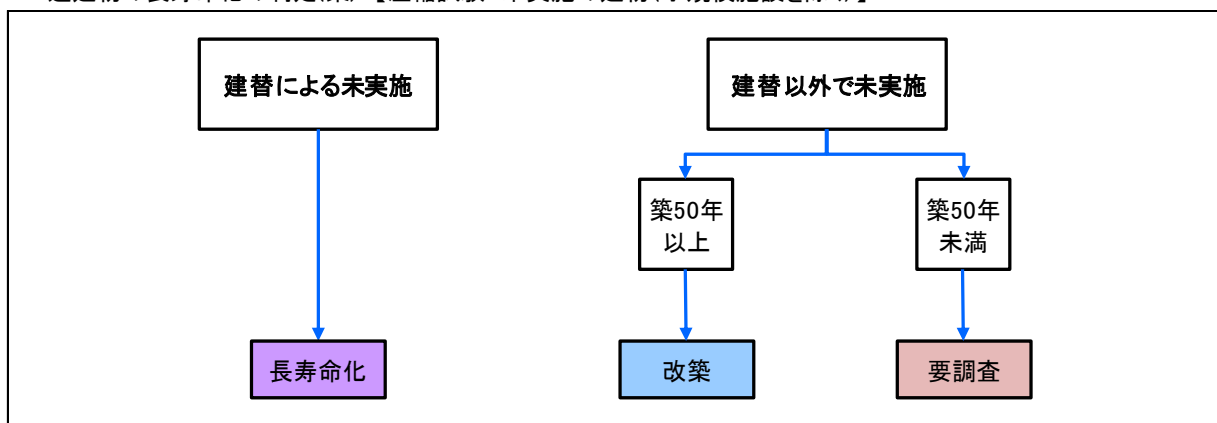 建替による未実施
建替以外で未実施
築50年
以上
築50年
未満
長寿命化
改築
要調査